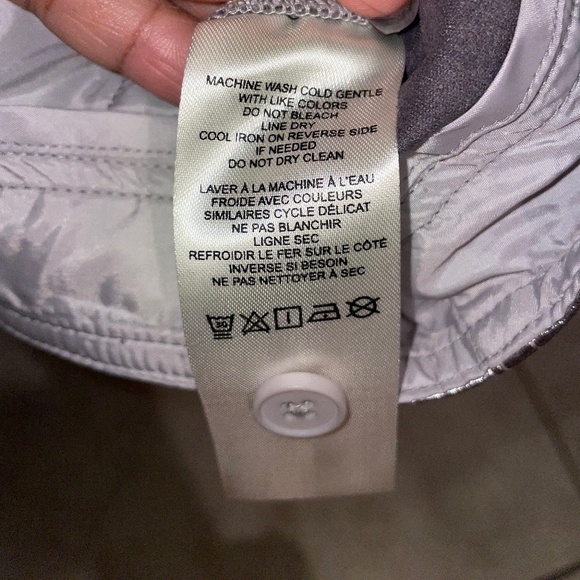 MACHINE WASH COLD GENTLE
WITH LIKE COLORS
DO NOT BLEACH
LINE DRY
COOL IRON ON REVERSE SIDE
IF NEEDED
DO NOT DRY CLEAN
LAVER À LA MACHINE À L'EAU
FROIDE AVEC COULEURS
SIMILAIRES CYCLE DÉLICAT
NE PAS BLANCHIR
LIGNE SEC
REFROIDIR LE FER SUR LE CÔTÉ
INVERSE SI BESOIN
NE PAS NETTOYER À SEC
30